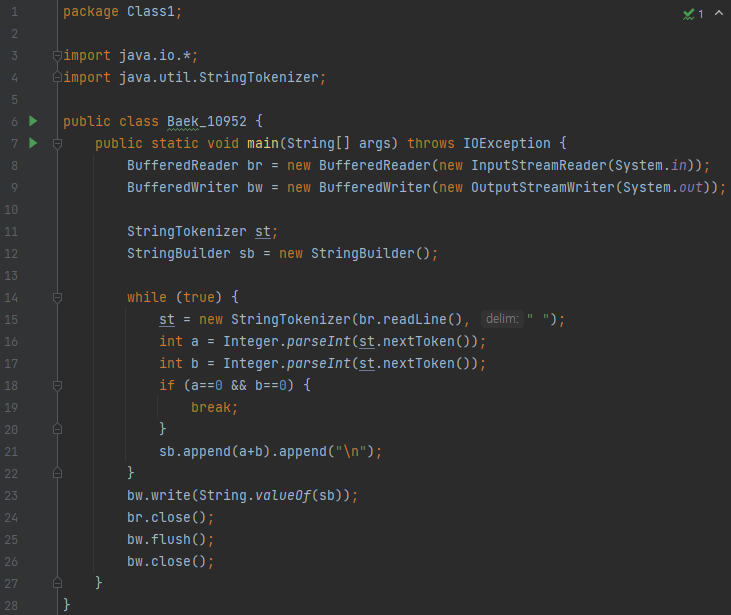 1 package Class1; 1
2
3 import java.io.*;
4 import java.util.StringTokenizer;
5
6 public class Baek_10952 {
7 public static void main(String[] args) throws IOException {
8 BufferedReader br = new BufferedReader(new InputStreamReader(System.in));
9 BufferedWriter bw = new BufferedWriter(new OutputStreamWriter(System.out));
10
11 StringTokenizer st;
12 StringBuilder sb = new StringBuilder();
13
14 while (true) {
15 st = new StringTokenizer(br.readLine(), delim: " ");
16 int a = Integer.parseInt(st.nextToken());
17 int b = Integer.parseInt(st.nextToken());
18 if (a==0 && b==0) {
19 break;
20 }
21 sb.append(a+b).append("\n");
22 }
23 bw.write(String.valueOf(sb));
24 br.close();
25 bw.flush();
26 bw.close();
27 }
28 }